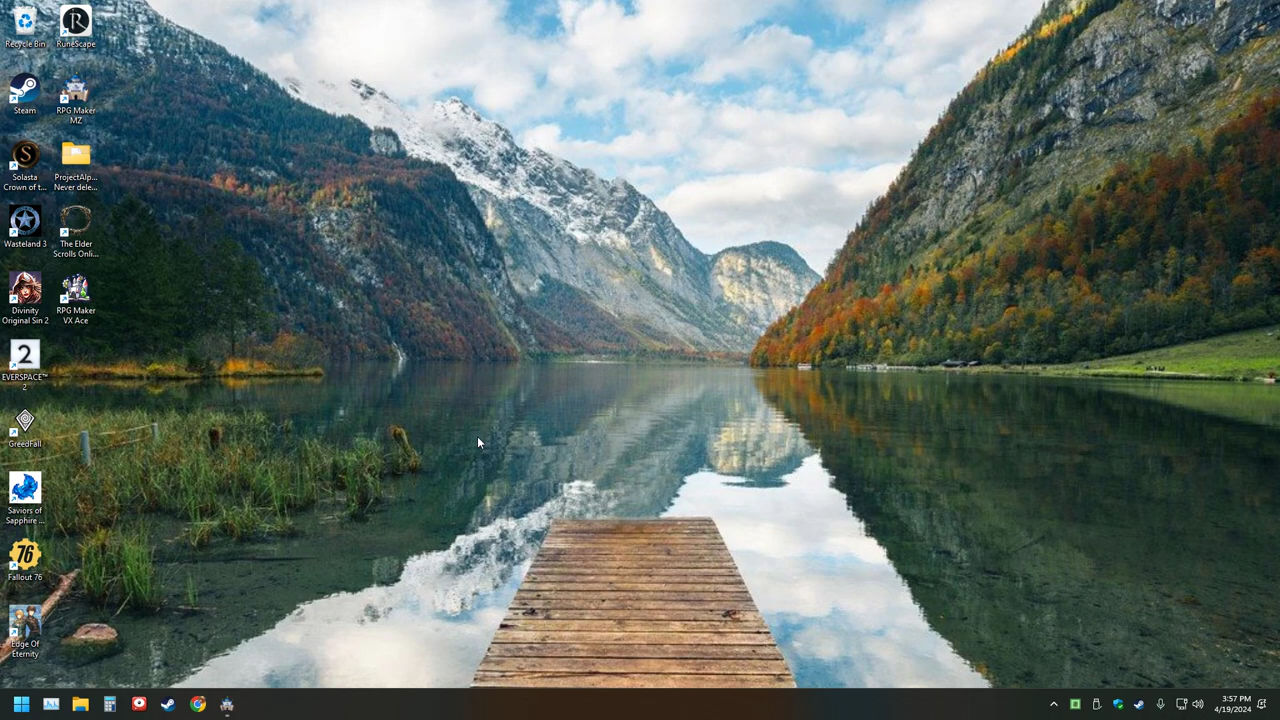 Recycle Bin
RuneScape
Steam
RPG Maker
MZ
Solasta
Crown of t...
ProjectAlp...
Never dele...
Wasteland 3
The Elder
Scrolls Onli...
Divinity
Original Sin 2
RPG Maker
VX Ace
2
EVERSPACE™
2
GreedFall
Saviors of
Sapphire ...
76
Fallout 76
Edge Of
Eternity
3:57 PM
4/19/2024